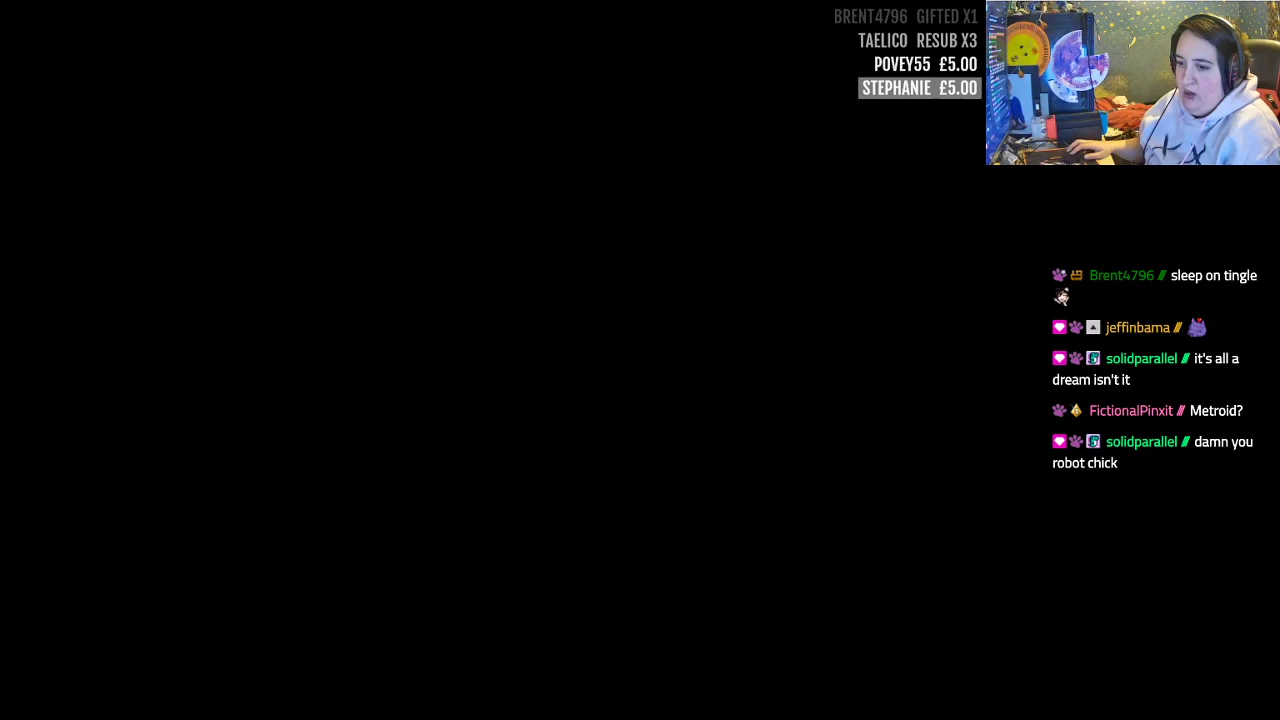 BRENT4796 GIFTED X1
TAELICO RESUB X3
POVEY55 £5.00
STEPHANIE £5.00
Brent4796 // sleep on tingle
jeffinbama //
solidparallel // it's all a
dream isn't it
FictionalPinxit // Metroid?
solidparallel // damn you
robot chick